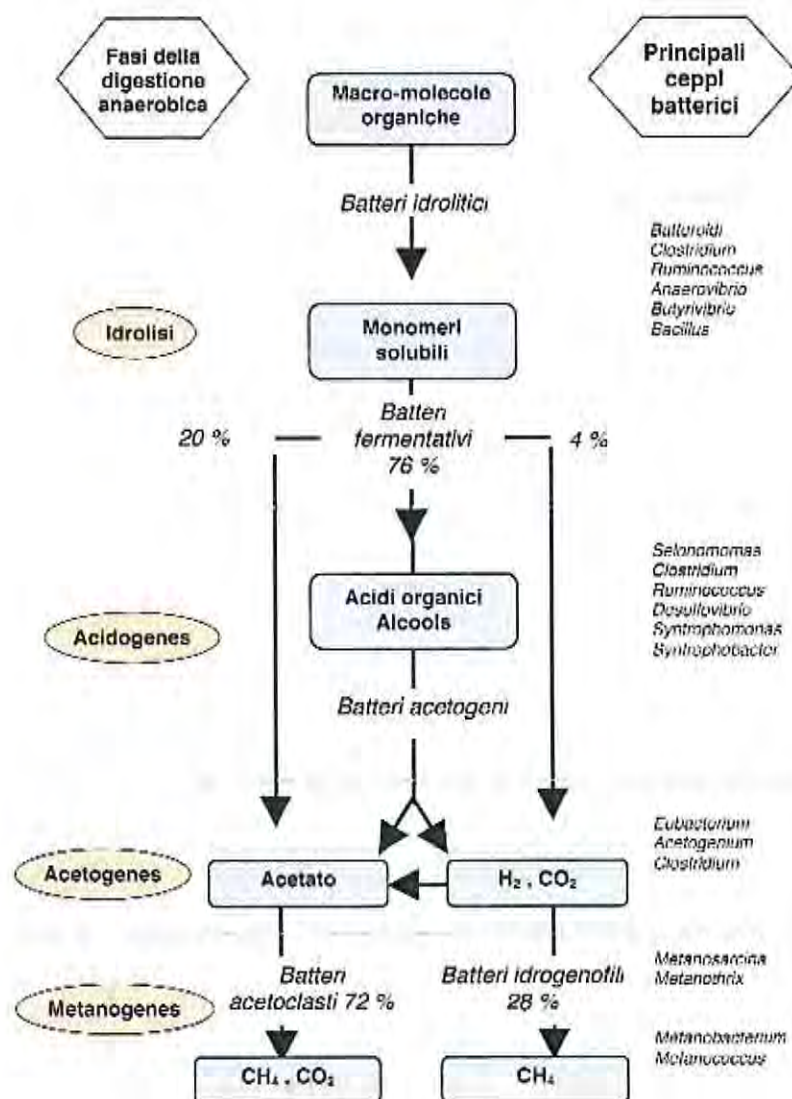 Fasi della
digestione
anaerobica
Principali
ceppi
batterici
Macro-molecole
organiche
Batteri idrolitici
Batteroidi
Clostridium
Ruminococcus
Anaerovibrio
Butyrivibrio
Bacillus
Idrolisi
Monomeri
solubili
20 %
Batteri
fermentativi
76 %
4 %
Selonomomas
Clostridium
Ruminococcus
Desulfovibrio
Syntrophomonas
Syntrophobacter
Acidogenes
Acidi organici
Alcools
Batteri acetogeni
Eubacterium
Acetogenium
Clostridium
Acetogenes
Acetato
H₂ , CO₂
Metanosarcina
Metanothrix
Metanogenes
Batteri
acetoclasti 72 %
Batteri idrogenofili
28 %
Metanobacterium
Metanococcus
CH₄ , CO₂
CH₄